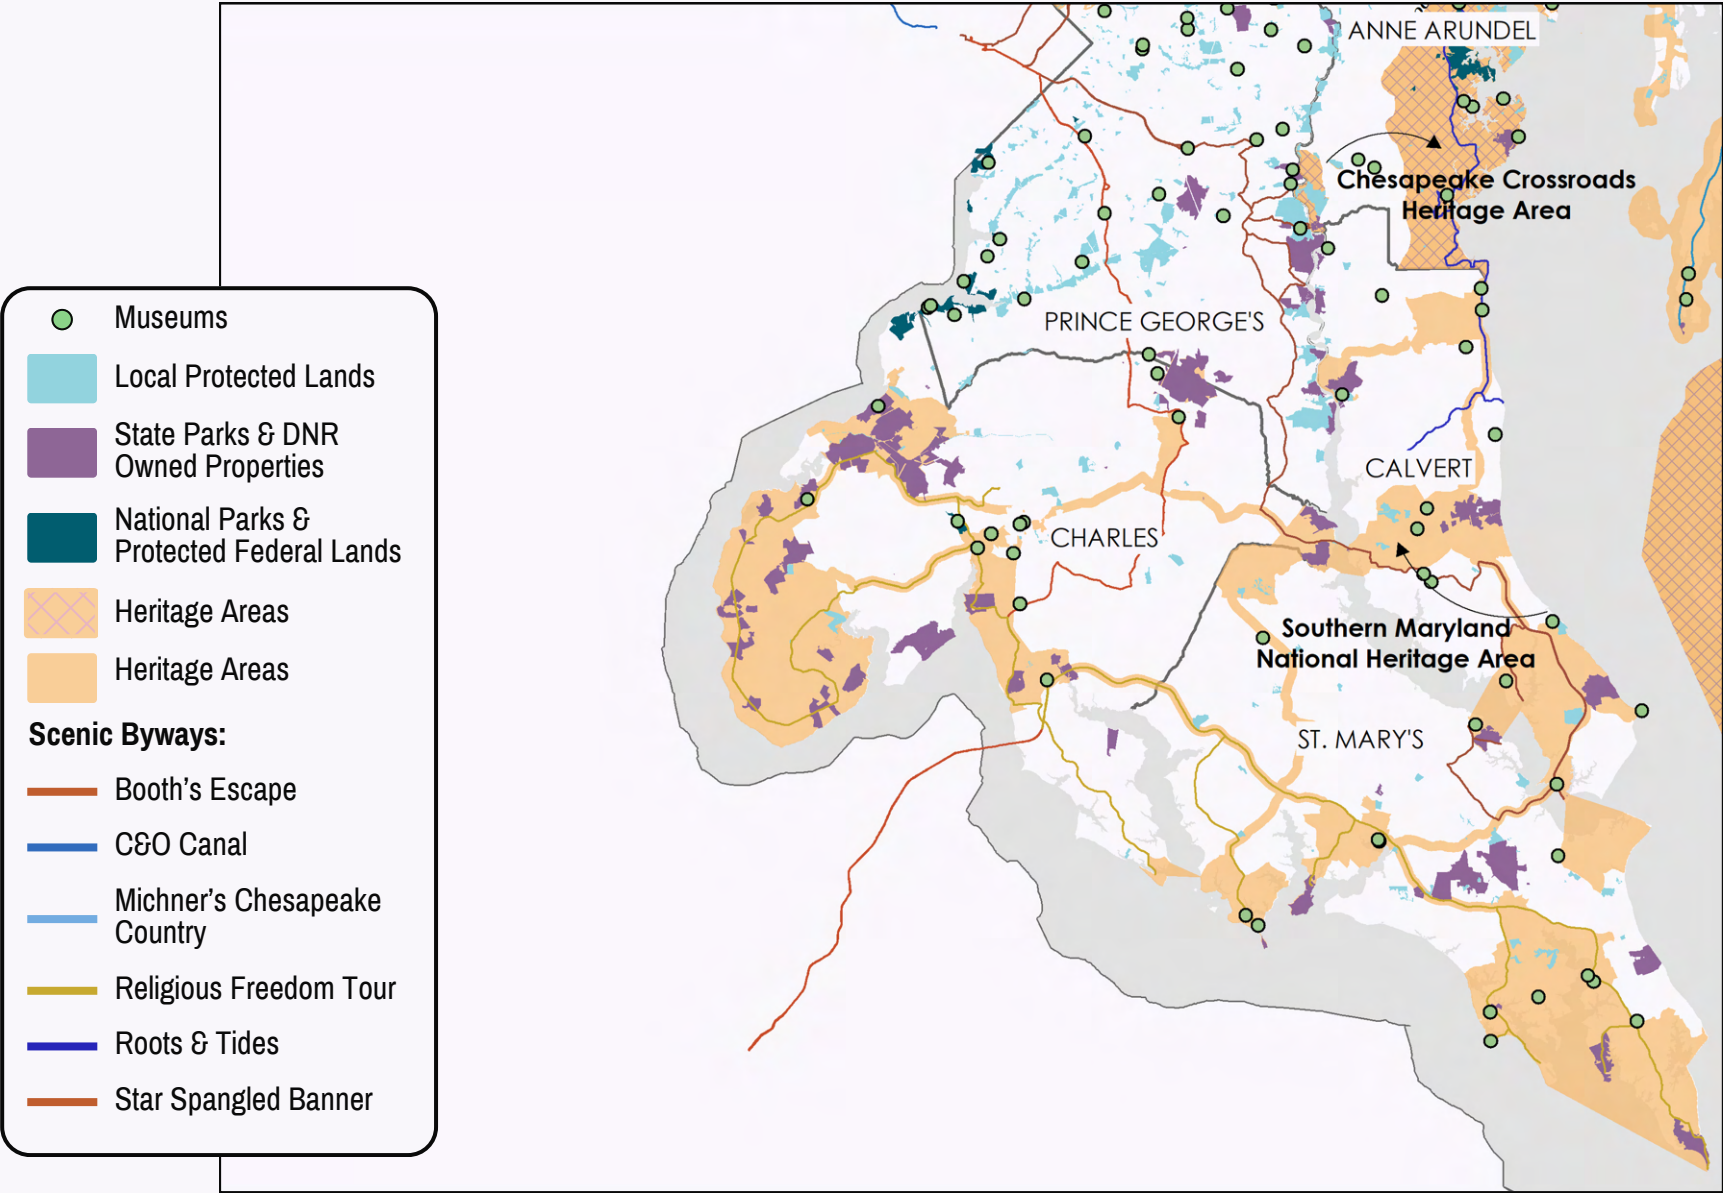 Museums
Local Protected Lands
State Parks & DNR
Owned Properties
National Parks &
Protected Federal Lands
Heritage Areas
Heritage Areas
Scenic Byways:
Booth's Escape
C&O Canal
Michner's Chesapeake
Country
Religious Freedom Tour
Roots & Tides
Star Spangled Banner
ANNE ARUNDEL
Chesapeake Crossroads
Heritage Area
PRINCE GEORGE'S
CALVERT
CHARLES
Southern Maryland
National Heritage Area
ST. MARY'S